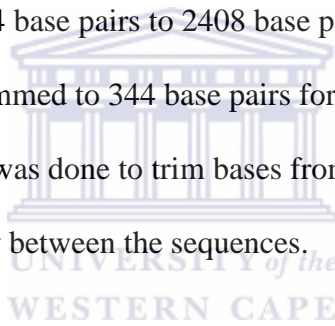 4 base pairs to 2408 base p
mmed to 344 base pairs for
was done to trim bases from
between the sequences.
UNIVERSITY of the
WESTERN CAPE